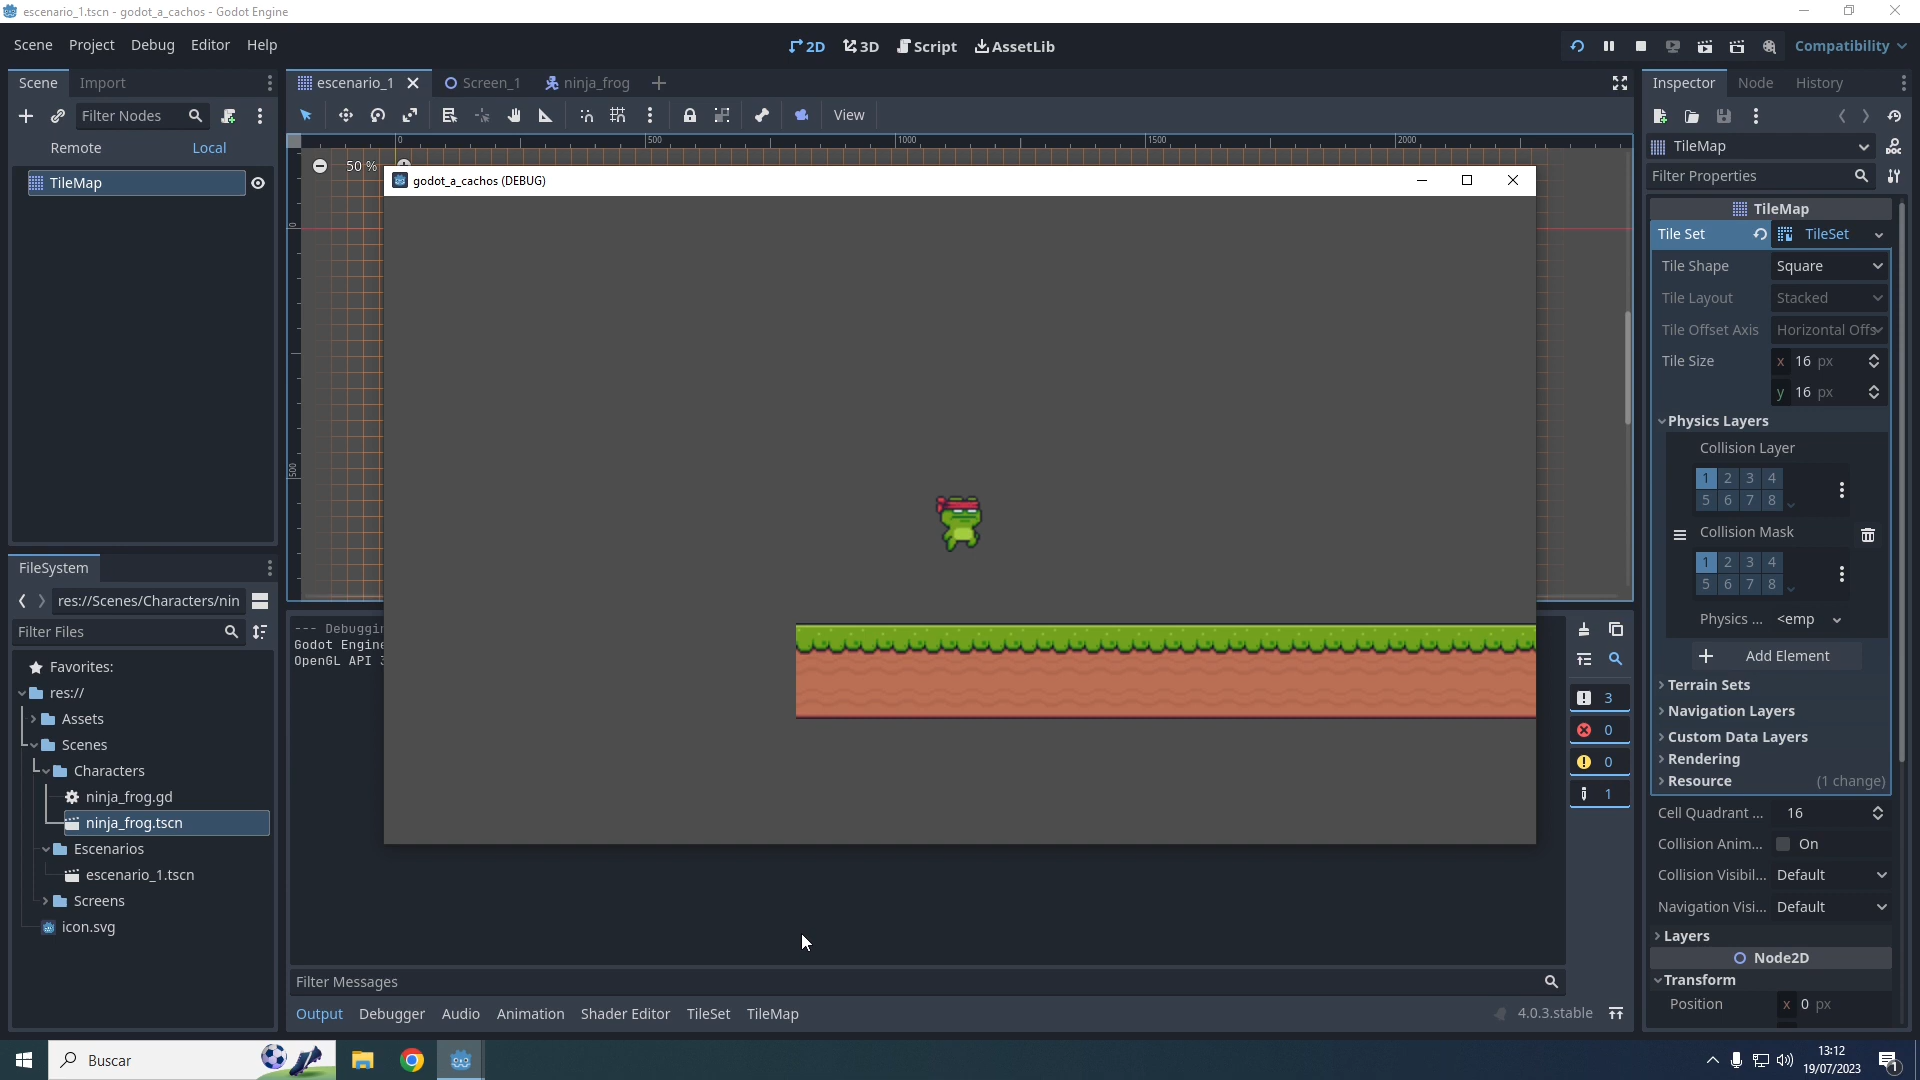 escenario_1.tscn - godot_a_cachos - Godot Engine
Scene Project Debug Editor Help
2D 3D Script AssetLib
Compatibility
Scene Import
escenario_1 Screen_1 ninja_frog
Inspector Node History
Filter Nodes
View
Remote Local
TileMap
Filter Properties
0 500 1000 1500 2000
50 %
TileMap
godot_a_cachos (DEBUG)
TileMap
Tile Set TileSet
Tile Shape Square
Tile Layout Stacked
Tile Offset Axis Horizontal Offs
Tile Size x 16 px
y 16 px
Physics Layers
Collision Layer
1 2 3 4
5 6 7 8
Collision Mask
1 2 3 4
5 6 7 8
Physics ... <emp
Add Element
Terrain Sets
Navigation Layers
Custom Data Layers
Rendering
Resource (1 change)
Cell Quadrant ... 16
Collision Anim... On
Collision Visibil... Default
Navigation Visi... Default
Layers
Node2D
Transform
Position x 0 px
0
500
FileSystem
res://Scenes/Characters/nin
Filter Files
Favorites:
res://
Assets
Scenes
Characters
ninja_frog.gd
ninja_frog.tscn
Escenarios
escenario_1.tscn
Screens
icon.svg
--- Debuggin
Godot Engine
OpenGL API 3
3
0
0
1
Filter Messages
Output Debugger Audio Animation Shader Editor TileSet TileMap
4.0.3.stable
Buscar
13:12
19/07/2023
1